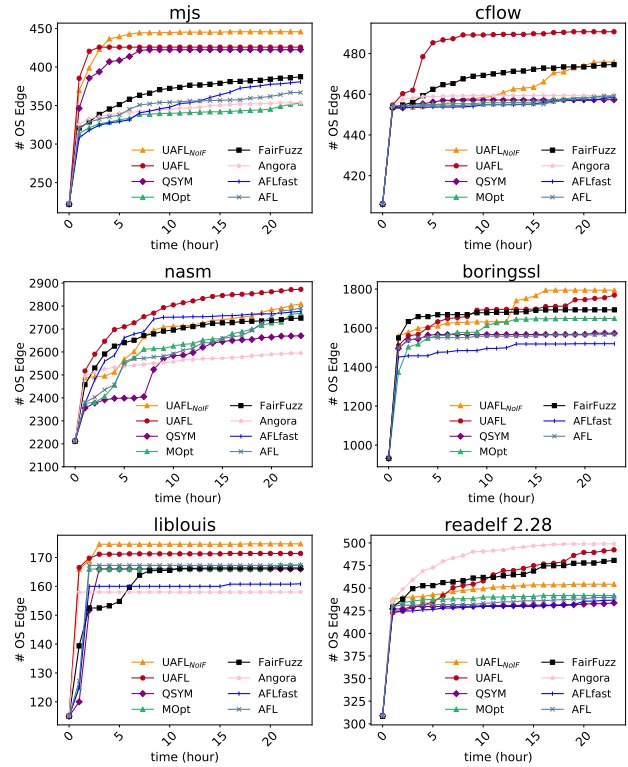 mjs
cflow
450
400
350
300
250
# OS Edge
UAFL_NoIF
UAFL
QSYM
MOpt
FairFuzz
Angora
AFLfast
AFL
0
5
10
15
20
time (hour)
480
460
440
420
# OS Edge
UAFL_NoIF
UAFL
QSYM
MOpt
FairFuzz
Angora
AFLfast
AFL
0
5
10
15
20
time (hour)
nasm
boringssl
2900
2800
2700
2600
2500
2400
2300
2200
2100
# OS Edge
UAFL_NoIF
UAFL
QSYM
MOpt
FairFuzz
Angora
AFLfast
AFL
0
5
10
15
20
time (hour)
1800
1600
1400
1200
1000
# OS Edge
UAFL_NoIF
UAFL
QSYM
MOpt
FairFuzz
Angora
AFLfast
AFL
0
5
10
15
20
time (hour)
liblouis
readelf 2.28
170
160
150
140
130
120
# OS Edge
UAFL_NoIF
UAFL
QSYM
MOpt
FairFuzz
Angora
AFLfast
AFL
0
5
10
15
20
time (hour)
500
475
450
425
400
375
350
325
300
# OS Edge
UAFL_NoIF
UAFL
QSYM
MOpt
FairFuzz
Angora
AFLfast
AFL
0
5
10
15
20
time (hour)